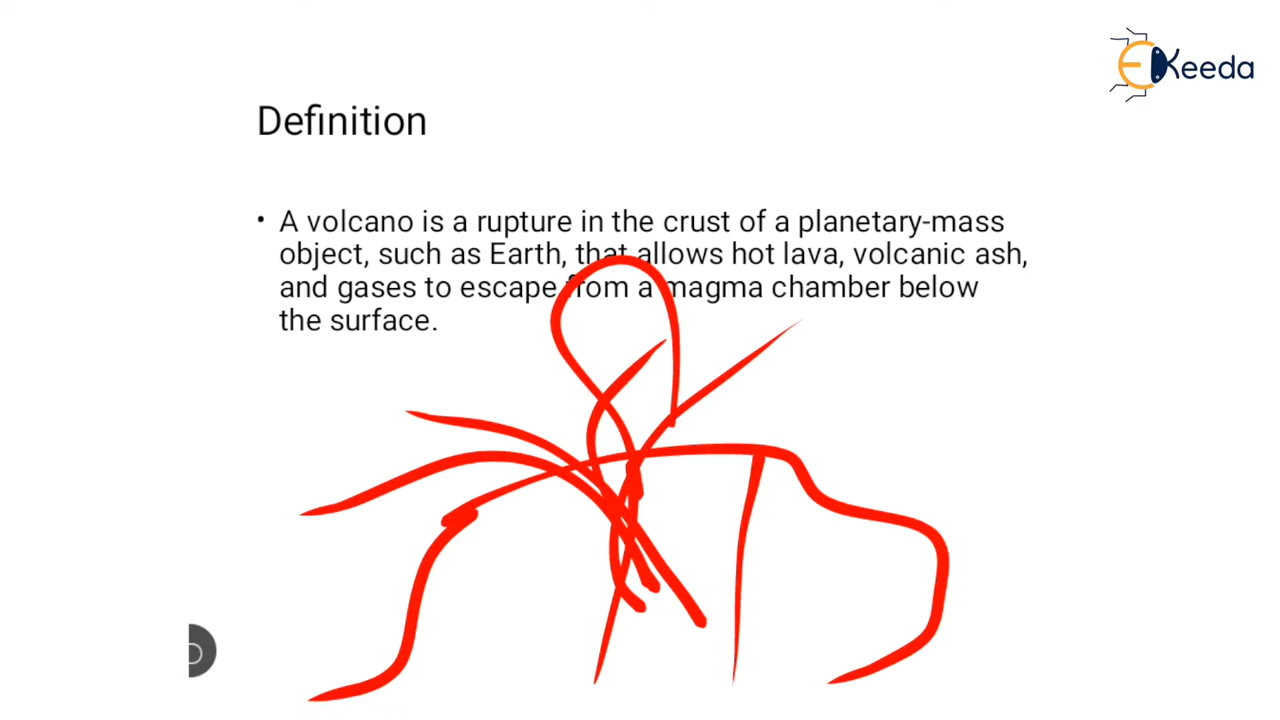 EKeeda
Definition
• A volcano is a rupture in the crust of a planetary-mass
object, such as Earth, that allows hot lava, volcanic ash,
and gases to escape from a magma chamber below
the surface.